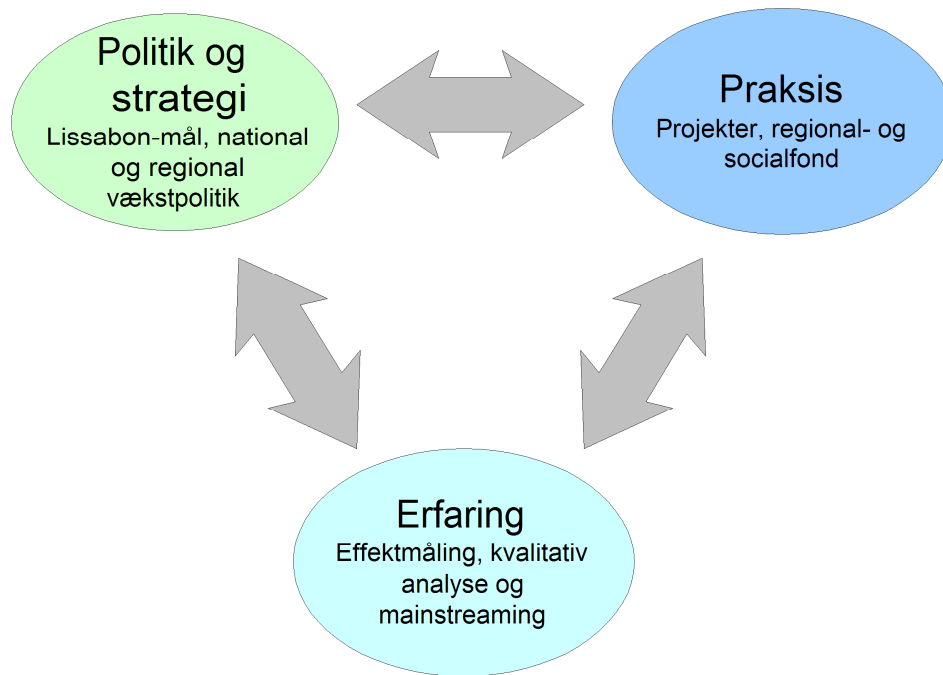 Politik og
strategi
Lissabon-mål, national
og regional
vækstpolitik
Praksis
Projekter, regional- og
socialfond
Erfaring
Effektmåling, kvalitativ
analyse og
mainstreaming